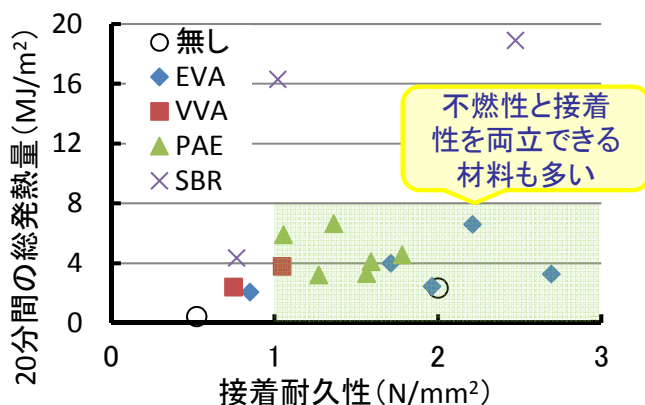 20分間の総発熱量(MJ/m²)
20
16
12
8
4
0
無し
EVA
VVA
PAE
SBR
不燃性と接着
性を両立できる
材料も多い
0
1
2
3
接着耐久性(N/mm²)